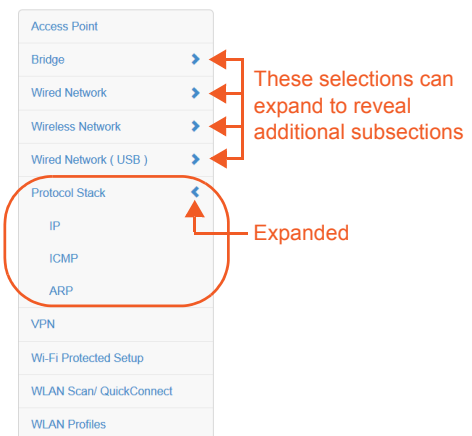 Access Point
Bridge
Wired Network
Wireless Network
Wired Network ( USB )
Protocol Stack
IP
ICMP
ARP
VPN
Wi-Fi Protected Setup
WLAN Scan/ QuickConnect
WLAN Profiles
These selections can
expand to reveal
additional subsections
Expanded